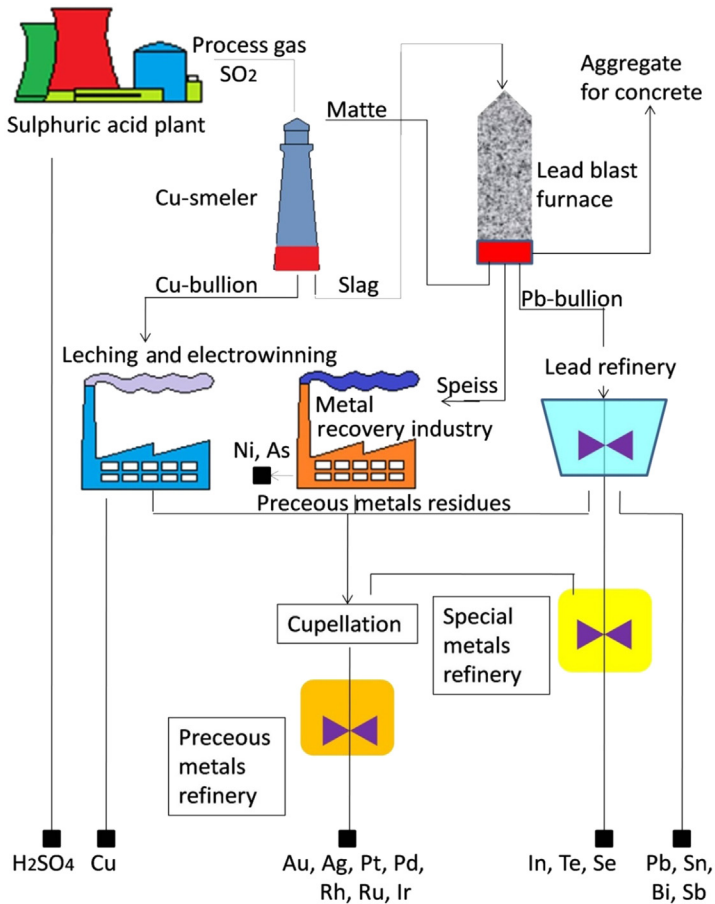 Process gas
SO2
Sulphuric acid plant
Matte
Aggregate
for concrete
Lead blast
furnace
Cu-smeler
Cu-bullion
Slag
Pb-bullion
Leching and electrowinning
Lead refinery
Speiss
Metal
recovery industry
Ni, As
Preceous metals residues
Cupellation
Special
metals
refinery
Preceous
metals
refinery
H2SO4
Cu
Au, Ag, Pt, Pd,
Rh, Ru, Ir
In, Te, Se
Pb, Sn,
Bi, Sb